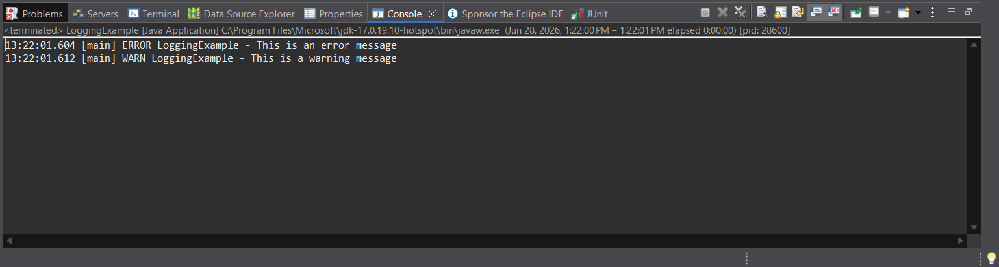 Problems Servers Terminal Data Source Explorer Properties Console Sponsor the Eclipse IDE JUnit
<terminated> LoggingExample [Java Application] C:\Program Files\Microsoft\jdk-17.0.19.10-hotspot\bin\javaw.exe (Jun 28, 2026, 1:22:00 PM – 1:22:01 PM elapsed 0:00:00) [pid: 28600]
13:22:01.604 [main] ERROR LoggingExample - This is an error message
13:22:01.612 [main] WARN LoggingExample - This is a warning message